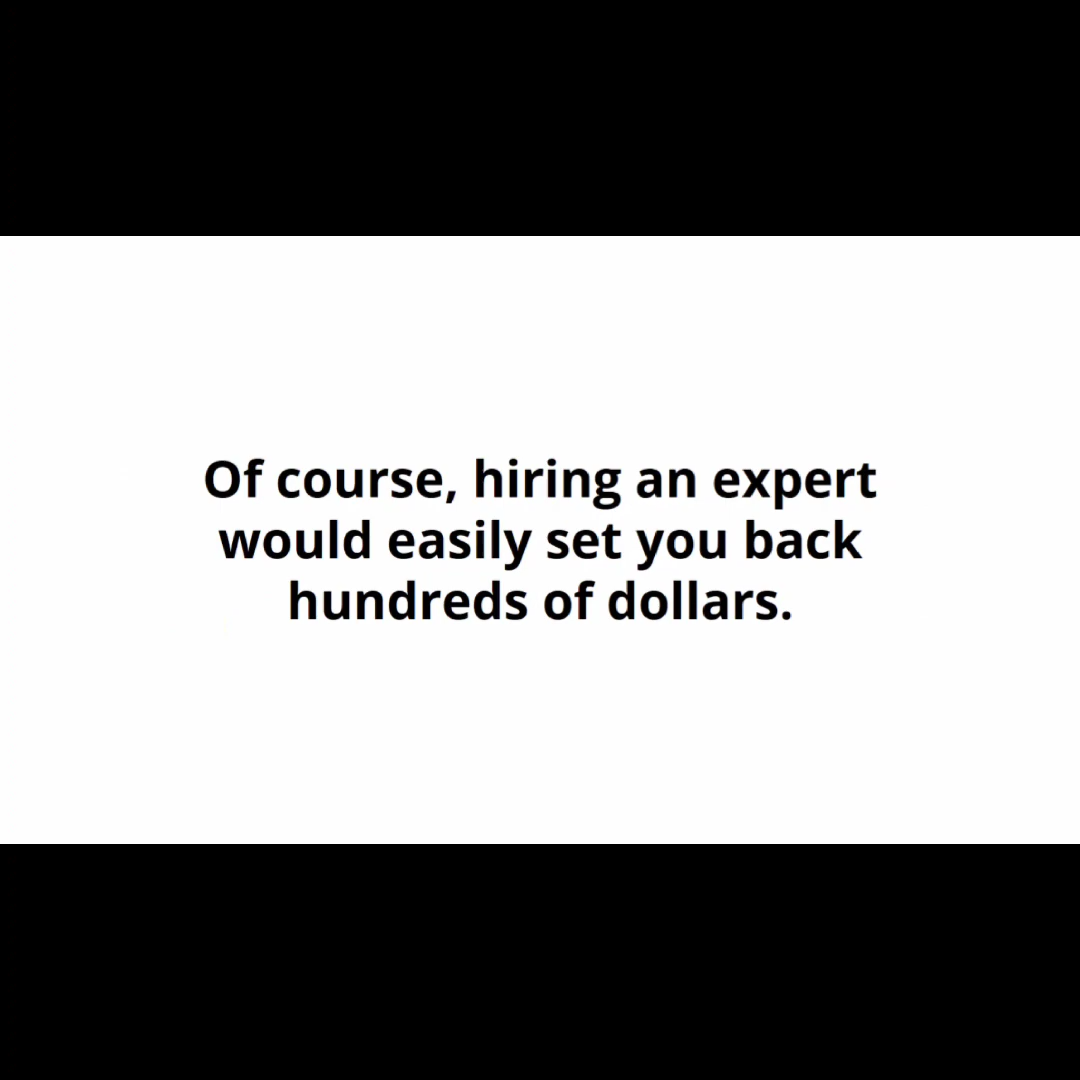 Of course, hiring an expert
would easily set you back
hundreds of dollars.